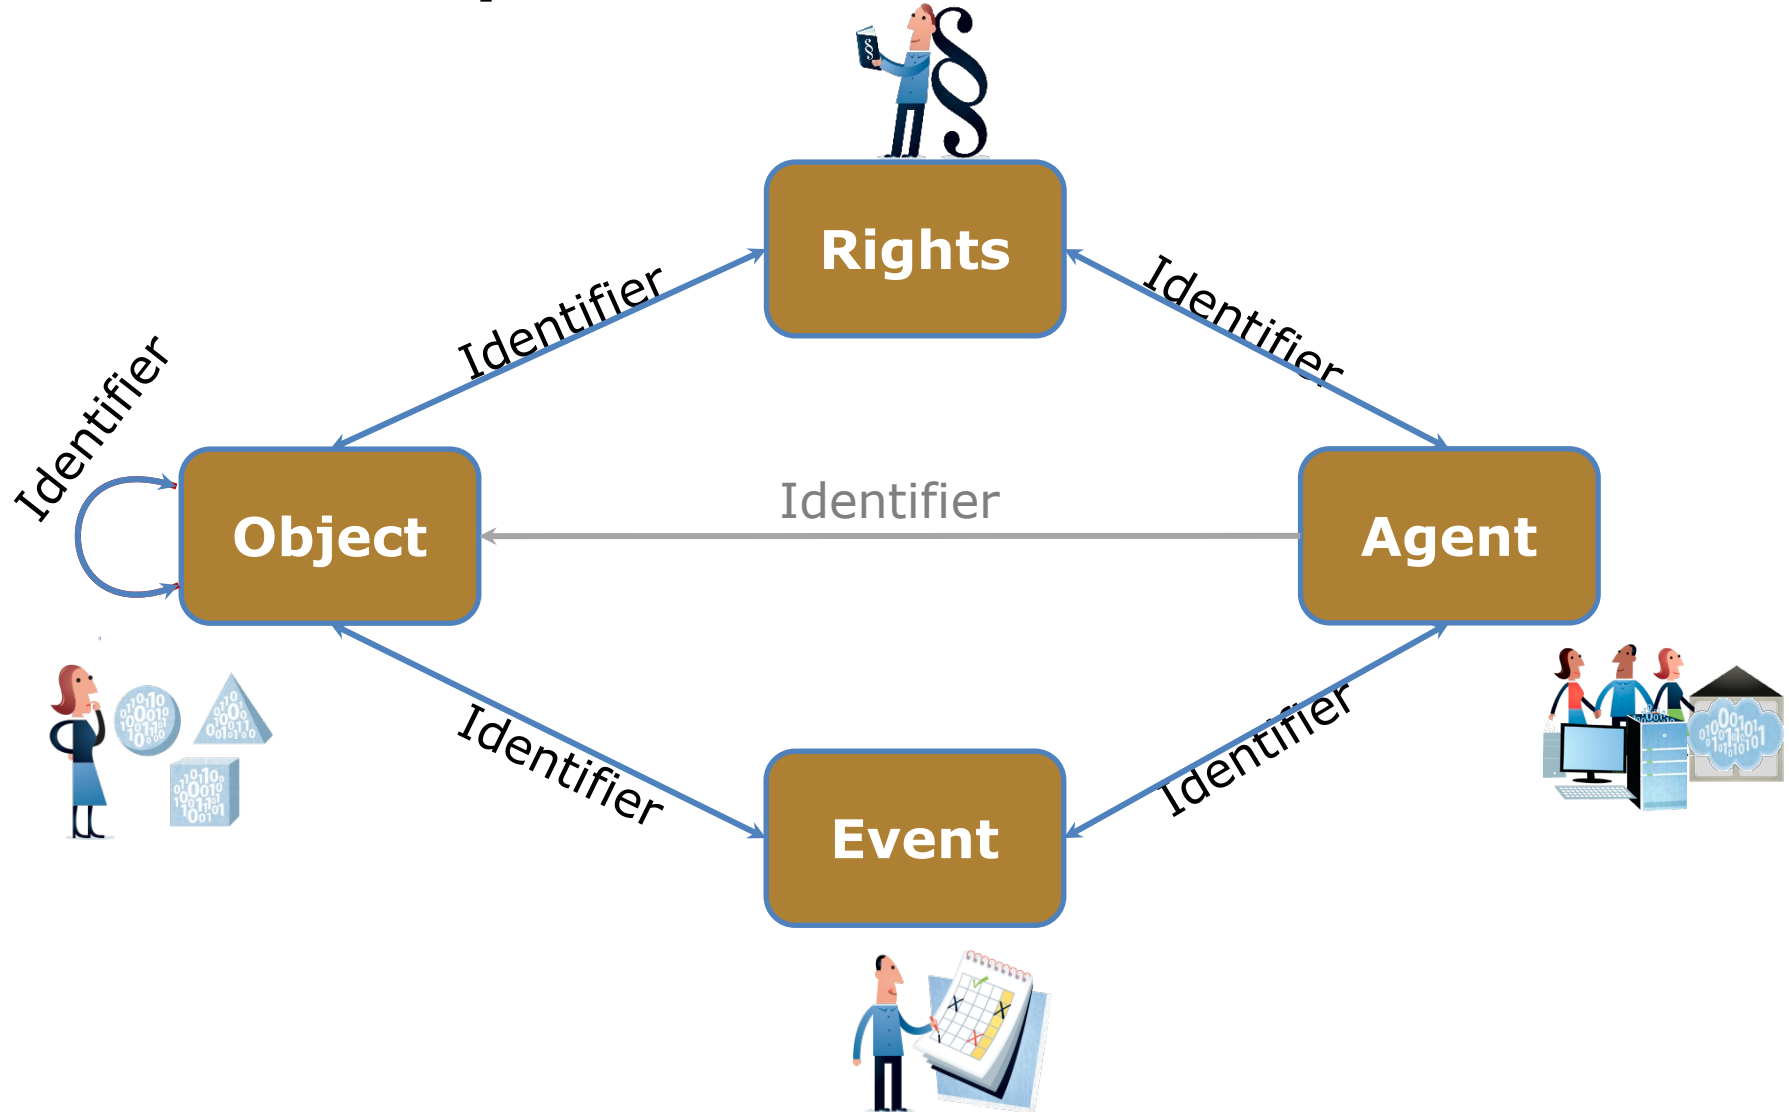 §
§
Rights
Identifier
Identifier
Identifier
Identifier
Object
Agent
Identifier
Identifier
Event